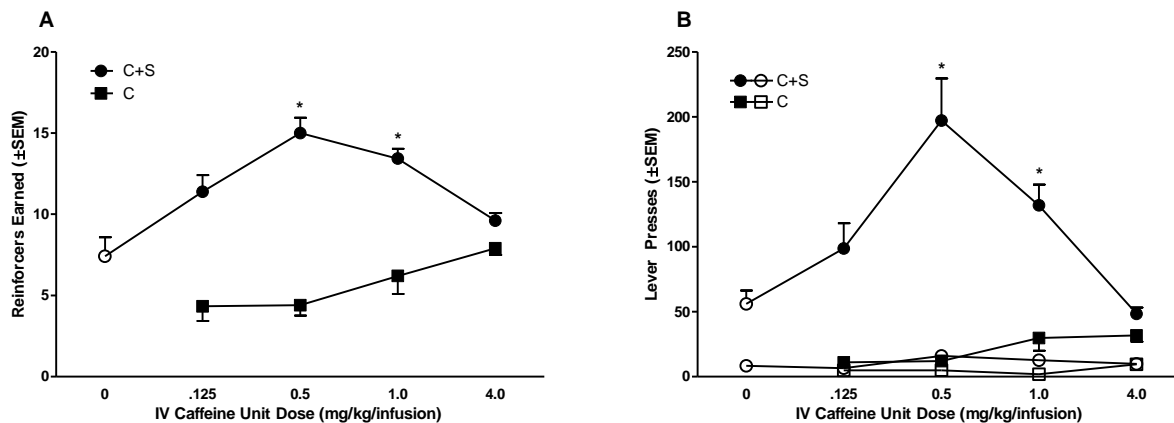 A
Reinforcers Earned (±SEM)
20
15
10
5
0
C+S
C
*
*
0 .125 0.5 1.0 4.0
IV Caffeine Unit Dose (mg/kg/infusion)
B
Lever Presses (±SEM)
250
200
150
100
50
0
C+S
C
*
*
0 .125 0.5 1.0 4.0
IV Caffeine Unit Dose (mg/kg/infusion)